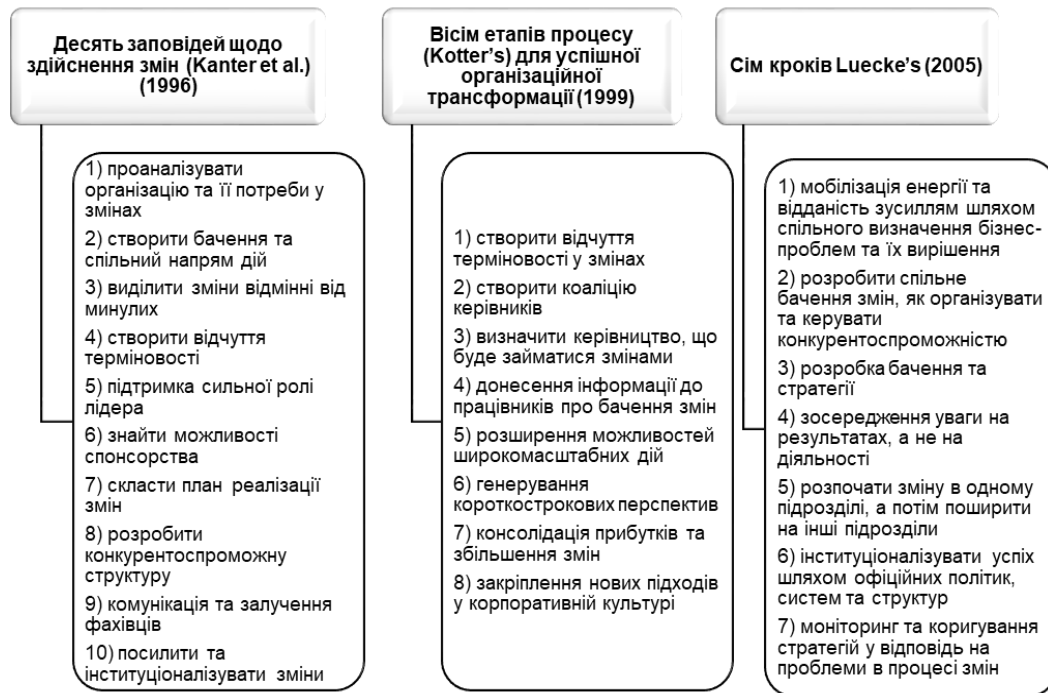 Десять заповідей щодо
здійснення змін (Kanter et al.)
(1996)
1) проаналізувати
організацію та її потреби у
змінах
2) створити бачення та
спільний напрям дій
3) виділити зміни відмінні від
минулих
4) створити відчуття
терміновості
5) підтримка сильної ролі
лідера
6) знайти можливості
спонсорства
7) скласти план реалізації
змін
8) розробити
конкурентоспроможну
структуру
9) комунікація та залучення
фахівців
10) посилити та
інституціоналізувати зміни
Вісім етапів процесу
(Kotter’s) для успішної
організаційної
трансформації (1999)
1) створити відчуття
терміновості у змінах
2) створити коаліцію
керівників
3) визначити керівництво, що
буде займатися змінами
4) донесення інформації до
працівників про бачення змін
5) розширення можливостей
широкомасштабних дій
6) генерування
короткострокових перспектив
7) консолідація прибутків та
збільшення змін
8) закріплення нових підходів
у корпоративній культурі
Сім кроків Luecke’s (2005)
1) мобілізація енергії та
відданість зусиллям шляхом
спільного визначення бізнес-
проблем та їх вирішення
2) розробити спільне
бачення змін, як організувати
та керувати
конкурентоспроможністю
3) розробка бачення та
стратегії
4) зосередження уваги на
результатах, а не на
діяльності
5) розпочати зміну в одному
підрозділі, а потім поширити
на інші підрозділи
6) інституціоналізувати успіх
шляхом офіційних політик,
систем та структур
7) моніторинг та коригування
стратегій у відповідь на
проблеми в процесі змін